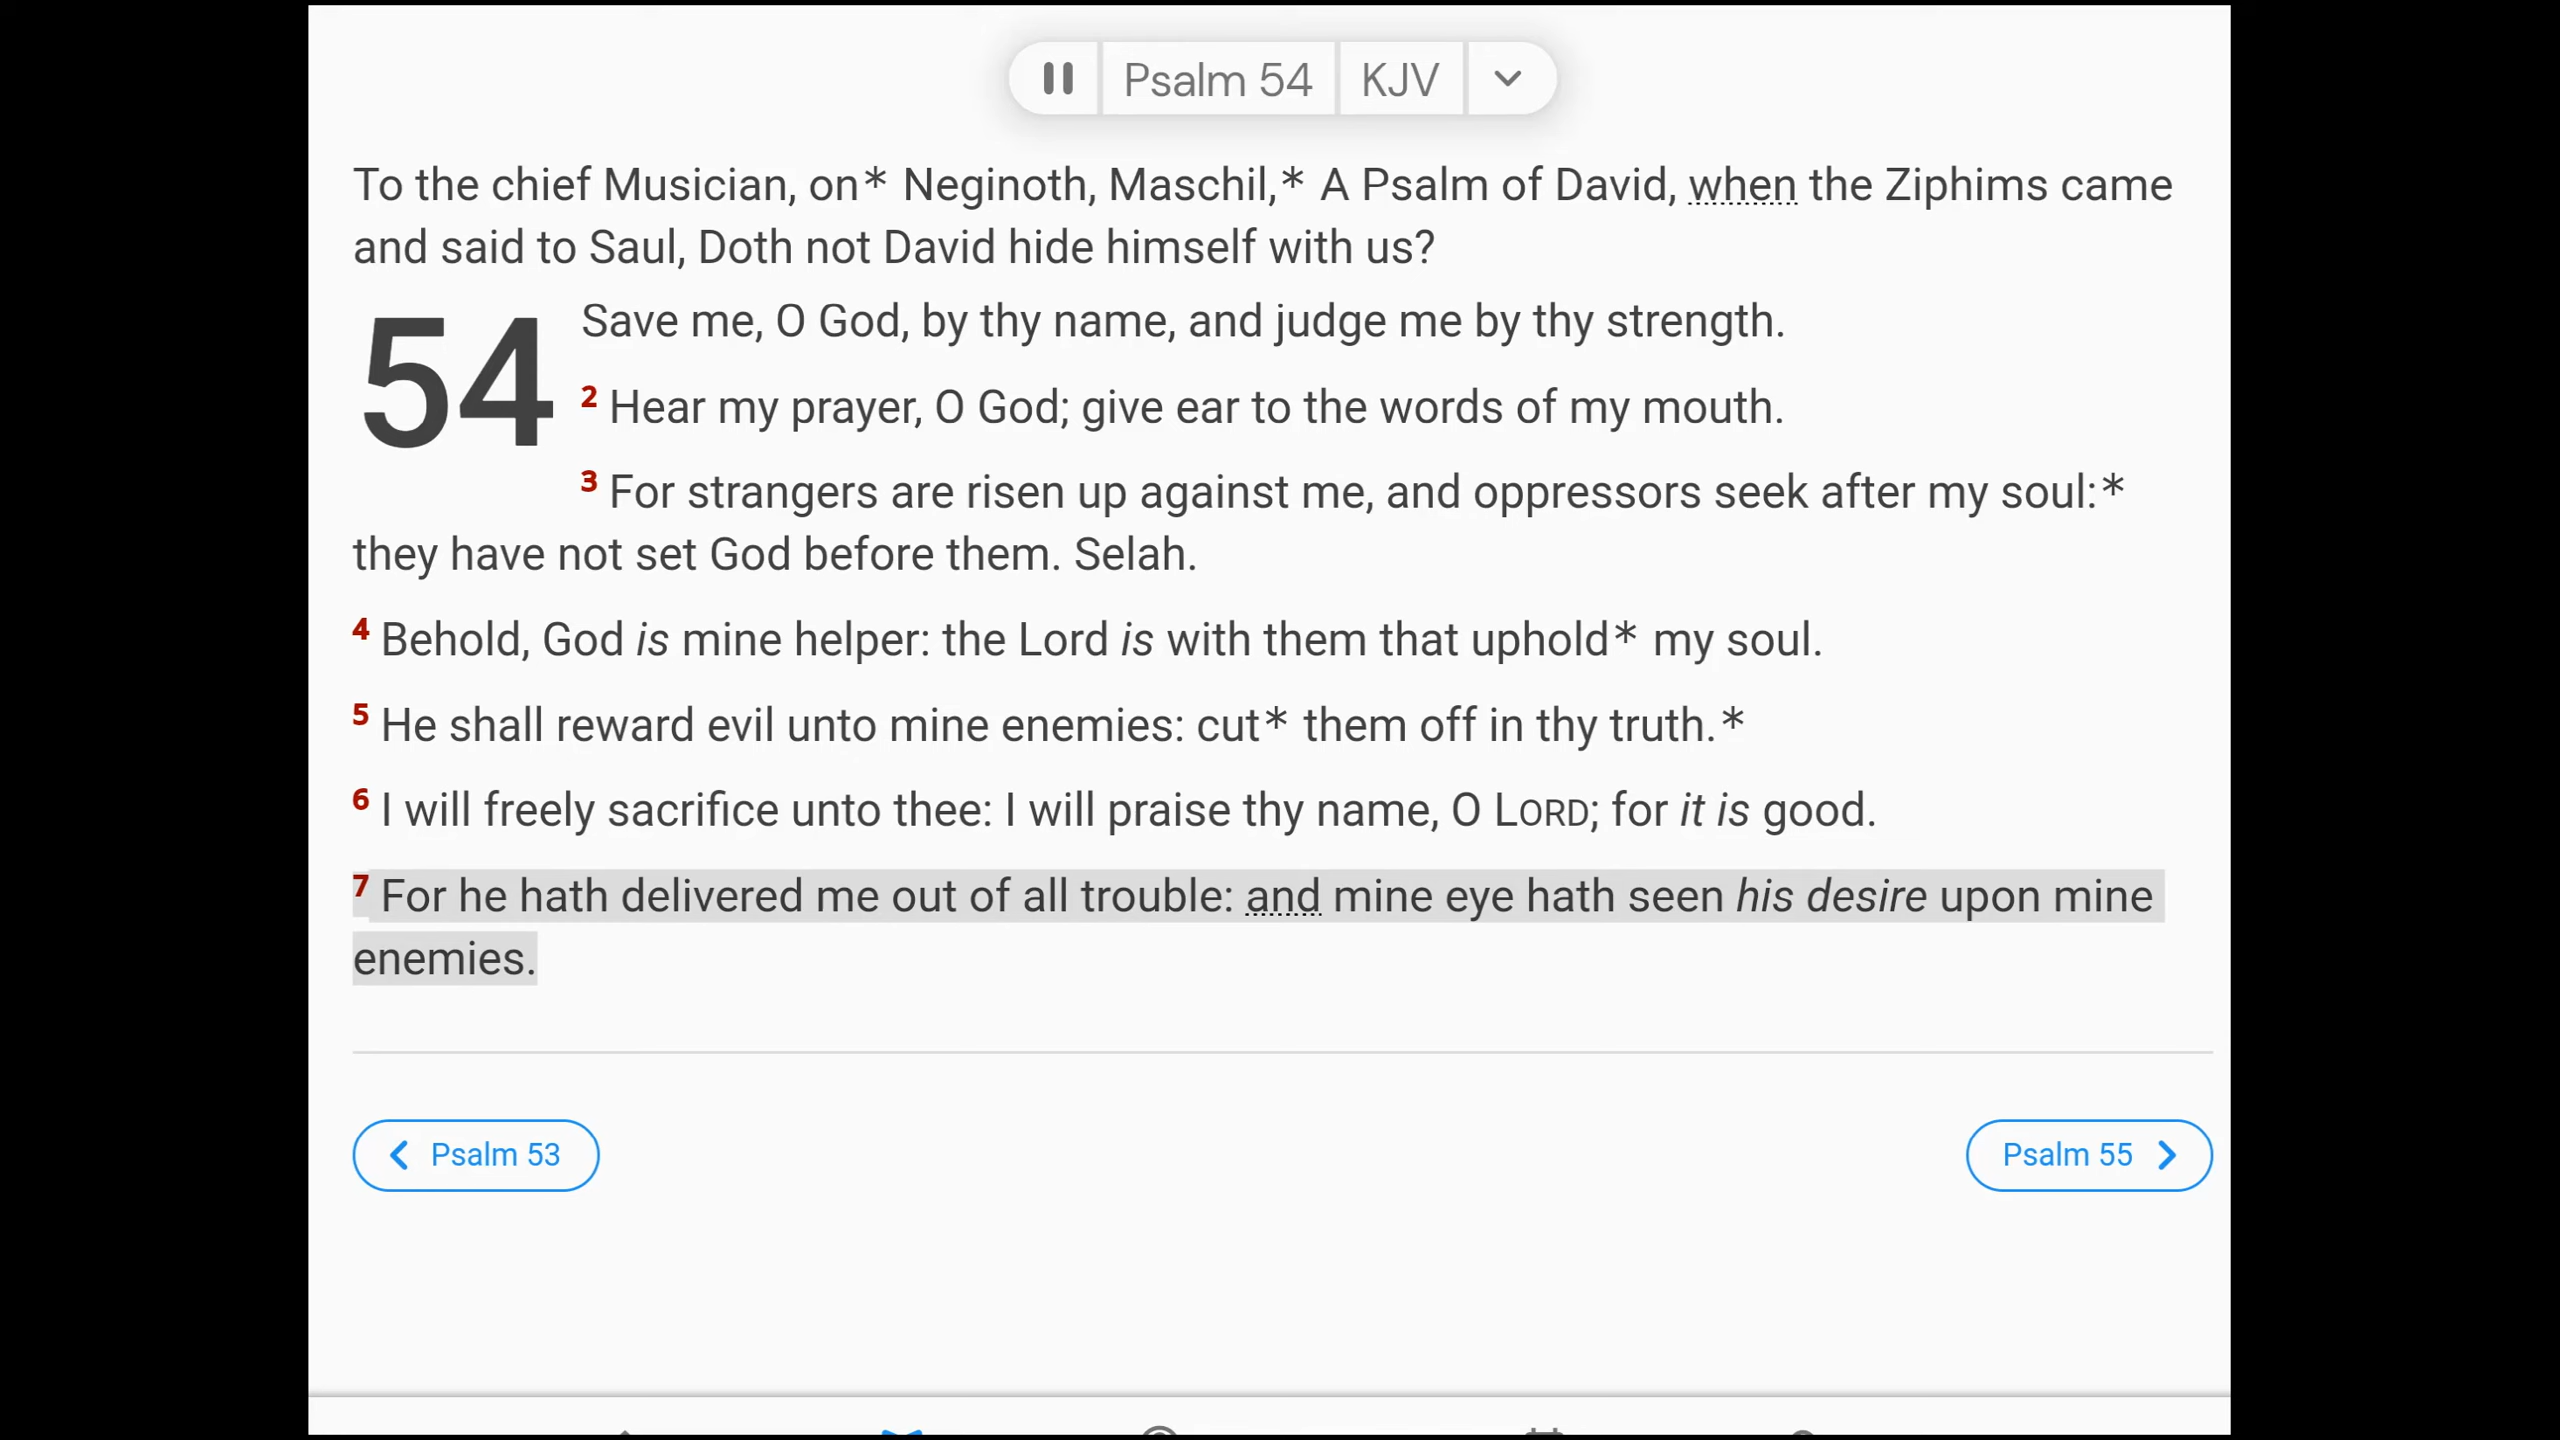 Psalm 54 KJV
To the chief Musician, on* Neginoth, Maschil,* A Psalm of David, when the Ziphims came
and said to Saul, Doth not David hide himself with us?
54 Save me, O God, by thy name, and judge me by thy strength.
2 Hear my prayer, O God; give ear to the words of my mouth.
3 For strangers are risen up against me, and oppressors seek after my soul:*
they have not set God before them. Selah.
4 Behold, God is mine helper: the Lord is with them that uphold* my soul.
5 He shall reward evil unto mine enemies: cut* them off in thy truth.*
6 I will freely sacrifice unto thee: I will praise thy name, O LORD; for it is good.
7 For he hath delivered me out of all trouble: and mine eye hath seen his desire upon mine
enemies.
Psalm 53 Psalm 55